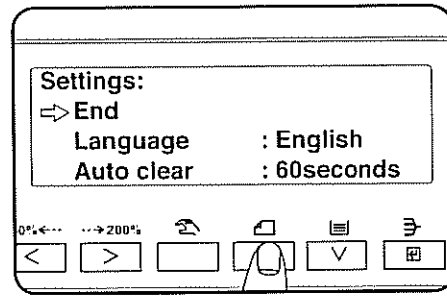 Settings:
⇨End
Language : English
Auto clear : 60seconds
0%←·· ··→200%
< >